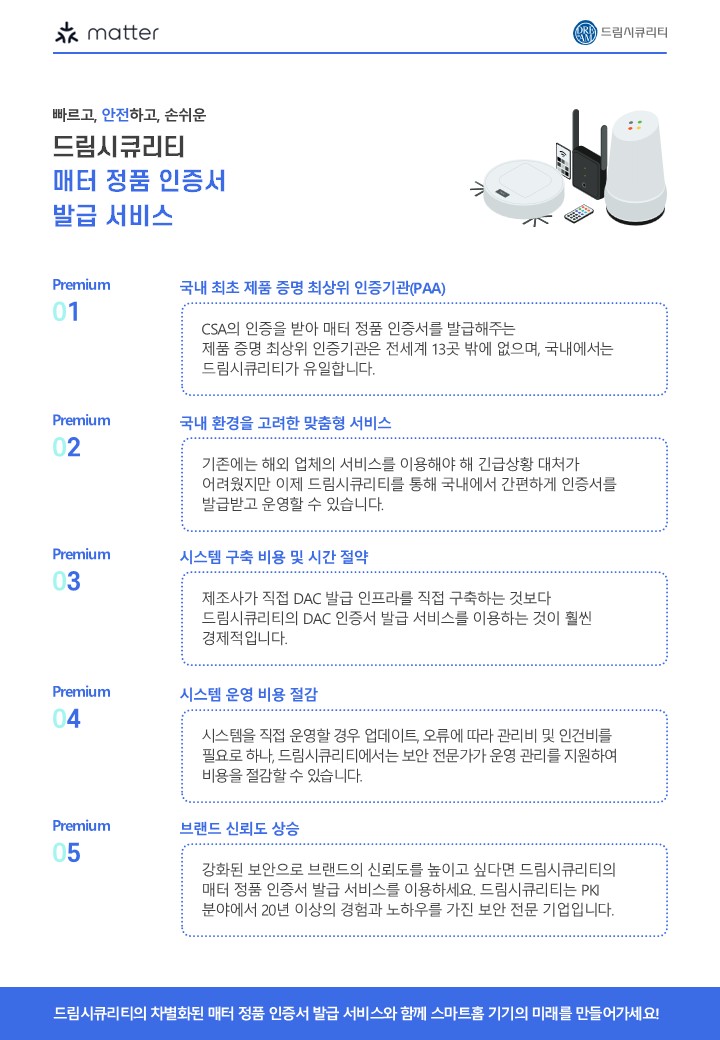 matter
드림시큐리티
빠르고, 안전하고, 손쉬운
드림시큐리티
매터 정품 인증서
발급 서비스
Premium
01
국내 최초 제품 증명 최상위 인증기관(PAA)
CSA의 인증을 받아 매터 정품 인증서를 발급해주는
제품 증명 최상위 인증기관은 전세계 13곳 밖에 없으며, 국내에서는
드림시큐리티가 유일합니다.
Premium
02
국내 환경을 고려한 맞춤형 서비스
기존에는 해외 업체의 서비스를 이용해야 해 긴급상황 대처가
어려웠지만 이제 드림시큐리티를 통해 국내에서 간편하게 인증서를
발급받고 운영할 수 있습니다.
Premium
03
시스템 구축 비용 및 시간 절약
제조사가 직접 DAC 발급 인프라를 직접 구축하는 것보다
드림시큐리티의 DAC 인증서 발급 서비스를 이용하는 것이 훨씬
경제적입니다.
Premium
04
시스템 운영 비용 절감
시스템을 직접 운영할 경우 업데이트, 오류에 따라 관리비 및 인건비를
필요로 하나, 드림시큐리티에서는 보안 전문가가 운영 관리를 지원하여
비용을 절감할 수 있습니다.
Premium
05
브랜드 신뢰도 상승
강화된 보안으로 브랜드의 신뢰도를 높이고 싶다면 드림시큐리티의
매터 정품 인증서 발급 서비스를 이용하세요. 드림시큐리티는 PKI
분야에서 20년 이상의 경험과 노하우를 가진 보안 전문 기업입니다.
드림시큐리티의 차별화된 매터 정품 인증서 발급 서비스와 함께 스마트홈 기기의 미래를 만들어가세요!